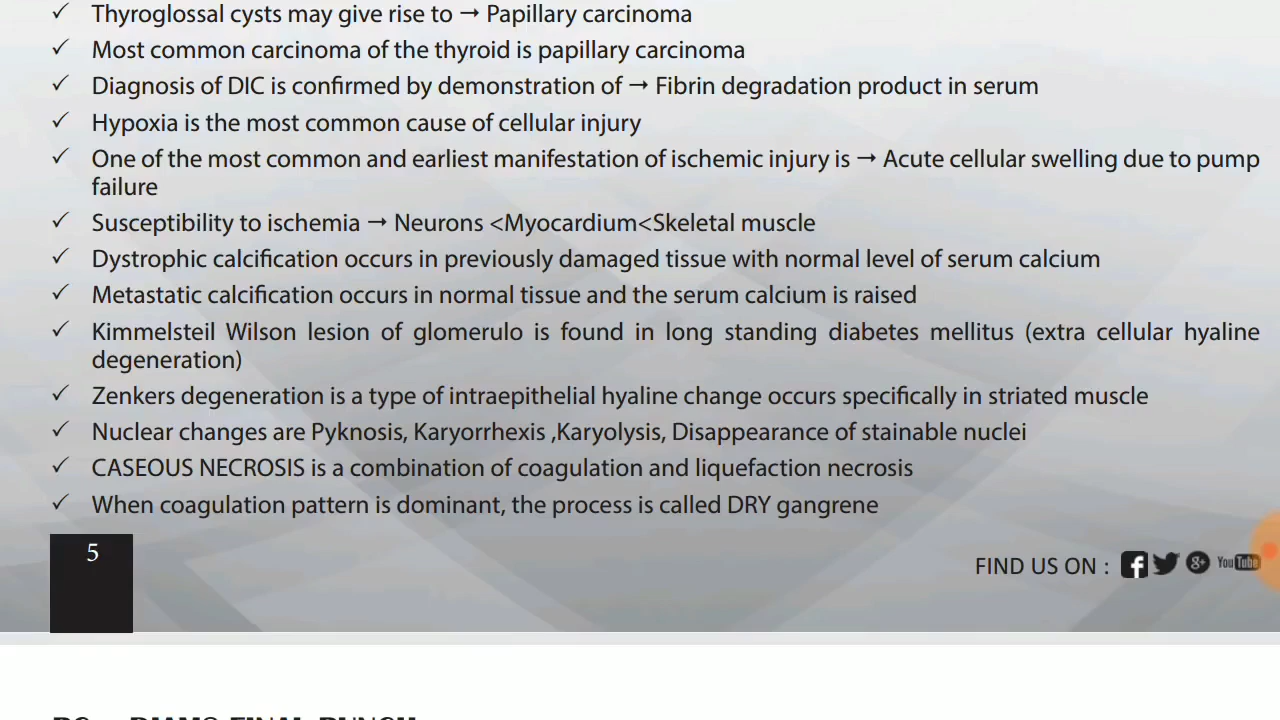 ✓ Thyroglossal cysts may give rise to → Papillary carcinoma
✓ Most common carcinoma of the thyroid is papillary carcinoma
✓ Diagnosis of DIC is confirmed by demonstration of → Fibrin degradation product in serum
✓ Hypoxia is the most common cause of cellular injury
✓ One of the most common and earliest manifestation of ischemic injury is → Acute cellular swelling due to pump
failure
✓ Susceptibility to ischemia → Neurons <Myocardium<Skeletal muscle
✓ Dystrophic calcification occurs in previously damaged tissue with normal level of serum calcium
✓ Metastatic calcification occurs in normal tissue and the serum calcium is raised
✓ Kimmelsteil Wilson lesion of glomerulo is found in long standing diabetes mellitus (extra cellular hyaline
degeneration)
✓ Zenkers degeneration is a type of intraepithelial hyaline change occurs specifically in striated muscle
✓ Nuclear changes are Pyknosis, Karyorrhexis ,Karyolysis, Disappearance of stainable nuclei
✓ CASEOUS NECROSIS is a combination of coagulation and liquefaction necrosis
✓ When coagulation pattern is dominant, the process is called DRY gangrene
5
FIND US ON : f g+ You Tube